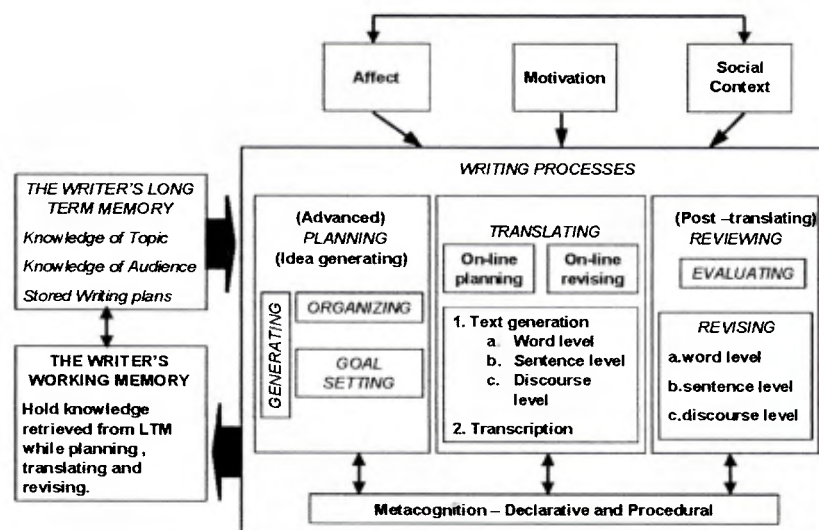 Affect
Motivation
Social
Context
WRITING PROCESSES
THE WRITER'S LONG
TERM MEMORY
Knowledge of Topic
Knowledge of Audience
Stored Writing plans
THE WRITER'S
WORKING MEMORY
Hold knowledge
retrieved from LTM
while planning ,
translating and
revising.
(Advanced)
PLANNING
(Idea generating)
GENERATING
ORGANIZING
GOAL
SETTING
TRANSLATING
On-line
planning
On-line
revising
1. Text generation
a. Word level
b. Sentence level
c. Discourse
level
2. Transcription
(Post –translating)
REVIEWING
EVALUATING
REVISING
a.word level
b.sentence level
c.discourse level
Metacognition – Declarative and Procedural